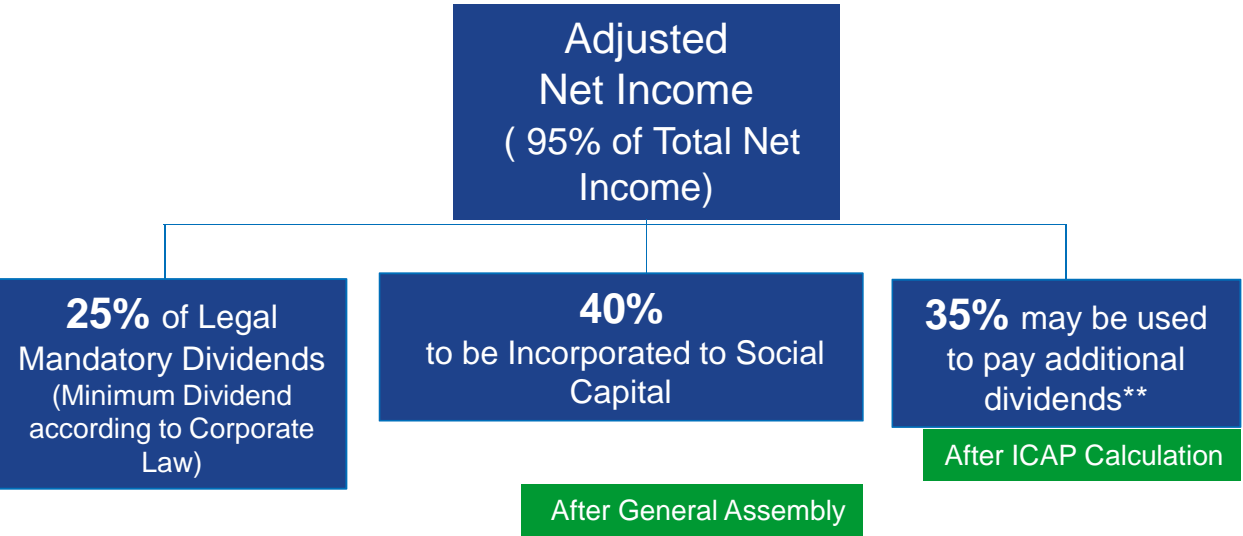 Adjusted
Net Income
( 95% of Total Net
Income)
25% of Legal
Mandatory Dividends
(Minimum Dividend
according to Corporate
Law)
40%
to be Incorporated to Social
Capital
35% may be used
to pay additional
dividends**
After ICAP Calculation
After General Assembly